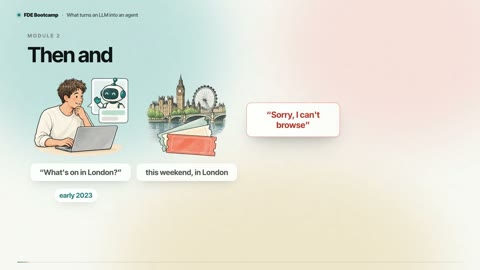 FDE Bootcamp · What turns an LLM into an agent
MODULE 2
Then and
"What's on in London?"
this weekend, in London
early 2023
"Sorry, I can't
browse"